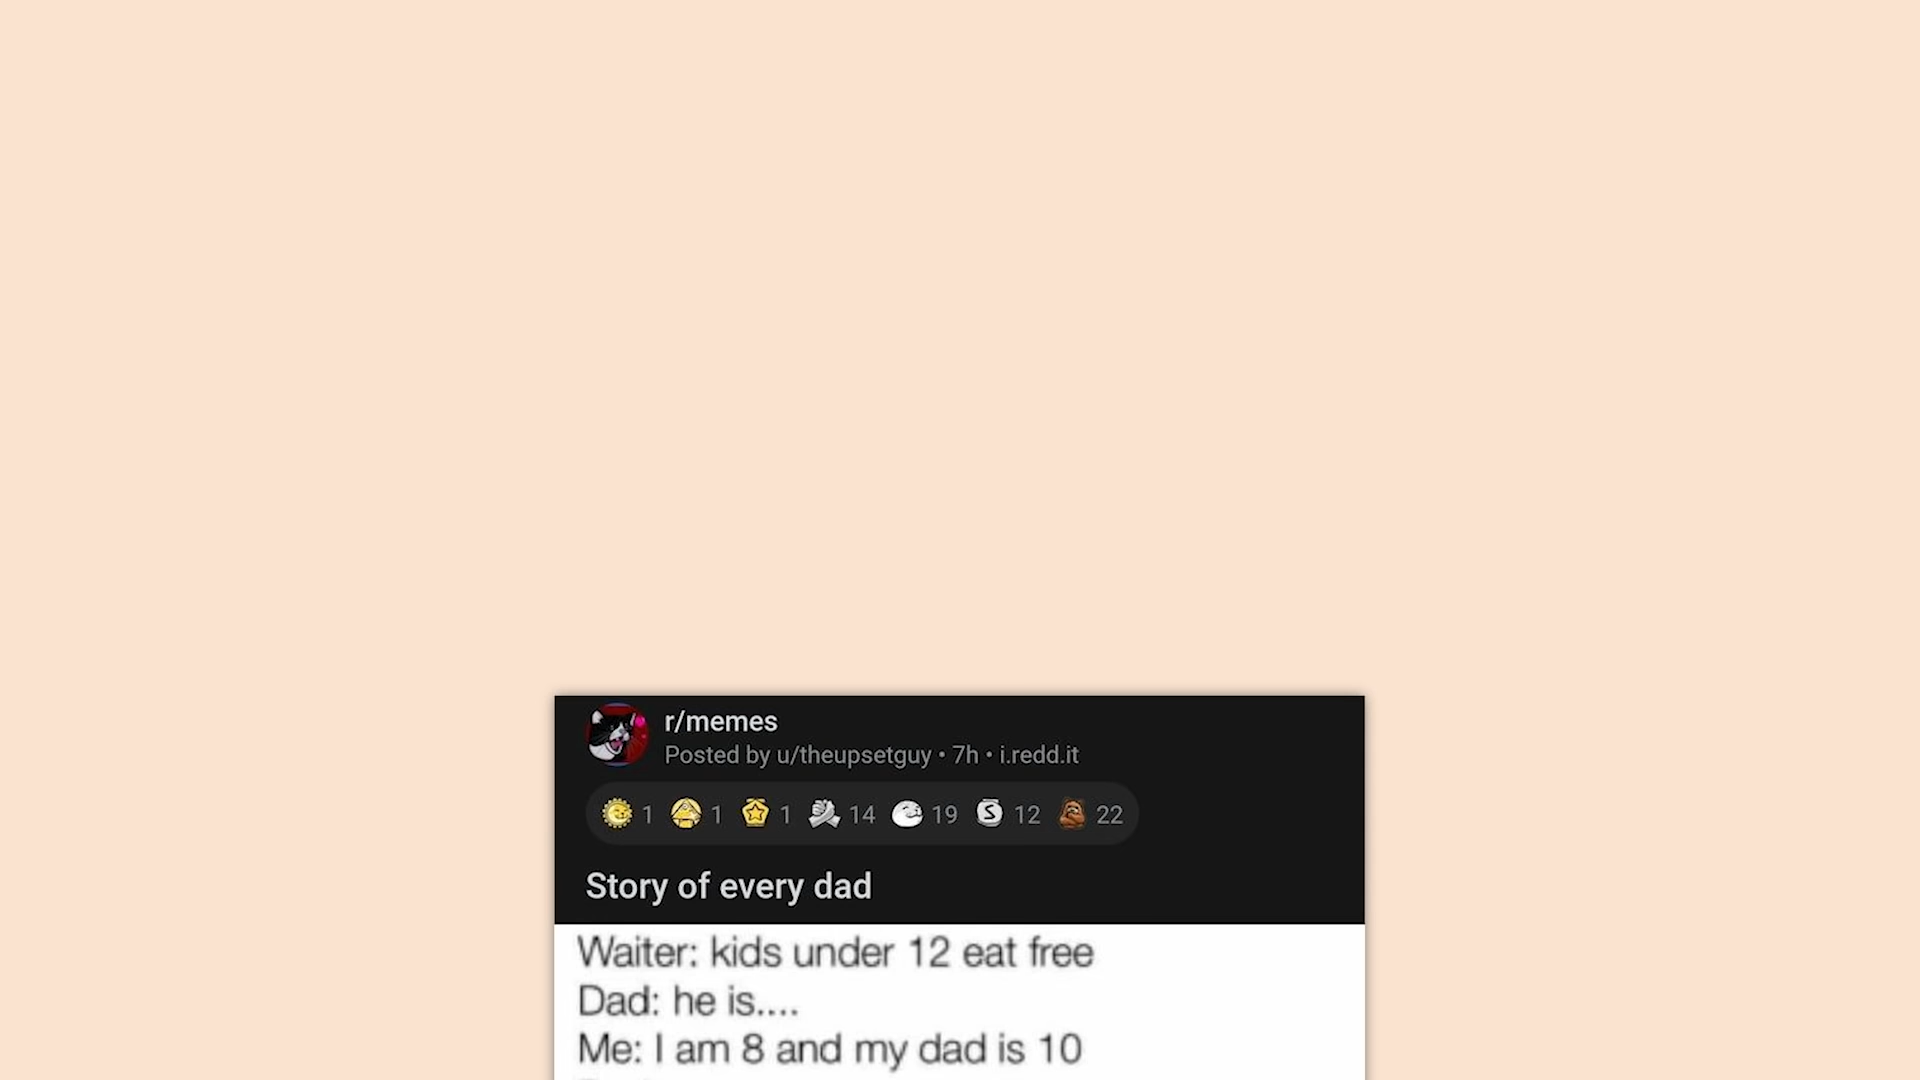 r/memes
Posted by u/theupsetguy • 7h • i.redd.it
1 1 1 14 19 S 12 22
Story of every dad
Waiter: kids under 12 eat free
Dad: he is....
Me: I am 8 and my dad is 10